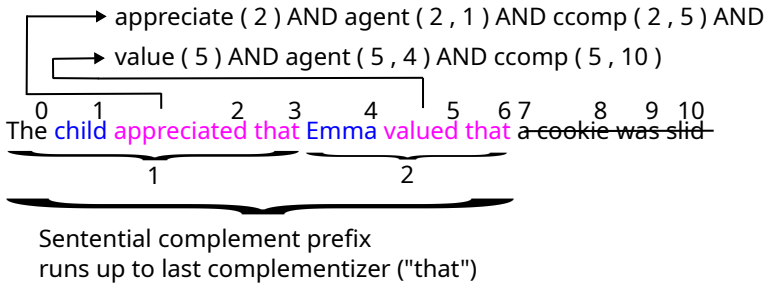 appreciate ( 2 ) AND agent ( 2 , 1 ) AND ccomp ( 2 , 5 ) AND
value ( 5 ) AND agent ( 5 , 4 ) AND ccomp ( 5 , 10 )
0 1 2 3 4 5 6 7 8 9 10
The child appreciated that Emma valued that a cookie was slid
1 2
Sentential complement prefix
runs up to last complementizer ("that")